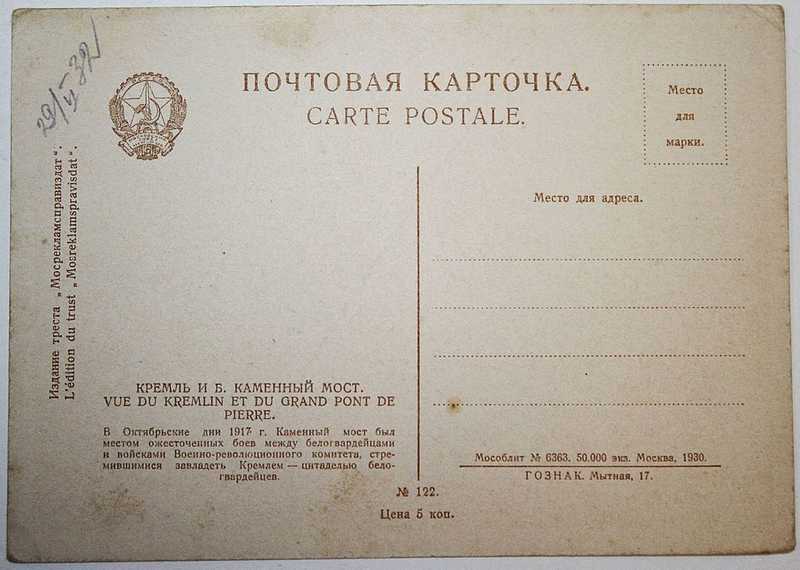 ПОЧТОВАЯ КАРТОЧКА.
CARTE POSTALE.
Место
для
марки.
Место для адреса.
Издание треста „Мосрекламсправиздат“.
L'édition du trust „Mosreklamspravisdat“.
КРЕМЛЬ И Б. КАМЕННЫЙ МОСТ.
VUE DU KREMLIN ET DU GRAND PONT DE
PIERRE.
В Октябрьские дни 1917 г. Каменный мост был
местом ожесточенных боев между белогвардейцами
и войсками Военно-революционного комитета, стре-
мившимися завладеть Кремлем — цитаделью бело-
гвардейцев.
Мособлит № 6363. 50.000 экз. Москва, 1930.
ГОЗНАК. Мытная, 17.
№ 122.
Цена 5 коп.